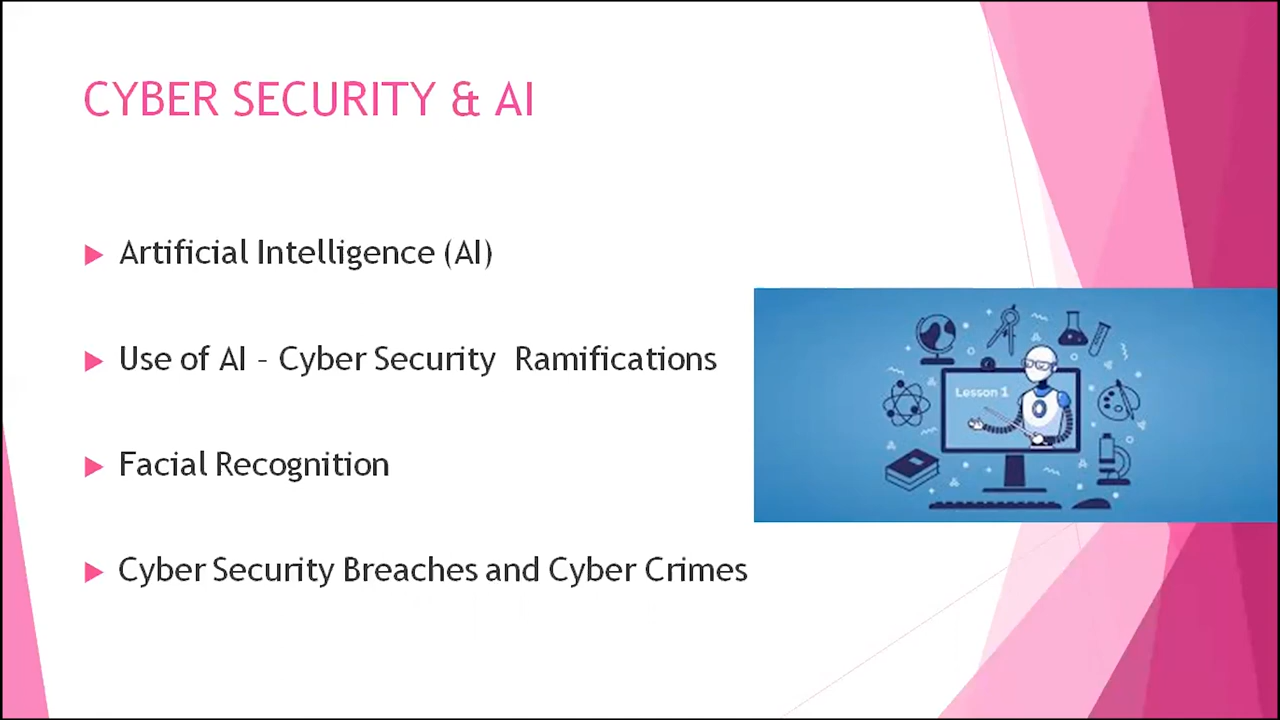 CYBER SECURITY & AI
Artificial Intelligence (AI)
Use of AI – Cyber Security  Ramifications
Facial Recognition
Cyber Security Breaches and Cyber Crimes
Lesson 1